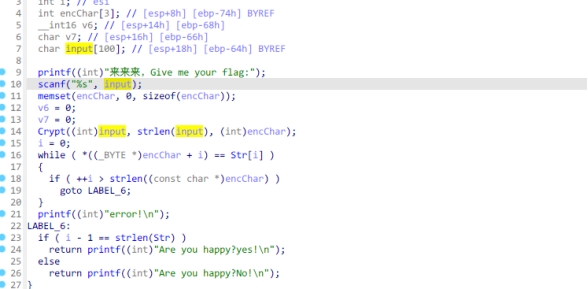 3 int i; // esi
4 int encChar[3]; // [esp+8h] [ebp-74h] BYREF
5 __int16 v6; // [esp+14h] [ebp-68h]
6 char v7; // [esp+16h] [ebp-66h]
7 char input[100]; // [esp+18h] [ebp-64h] BYREF
8
9 printf((int)"来来来，Give me your flag:");
10 scanf("%s", input);
11 memset(encChar, 0, sizeof(encChar));
12 v6 = 0;
13 v7 = 0;
14 Crypt((int)input, strlen(input), (int)encChar);
15 i = 0;
16 while ( *((_BYTE *)encChar + i) == Str[i] )
17 {
18 if ( ++i > strlen((const char *)encChar) )
19 goto LABEL_6;
20 }
21 printf((int)"error!\n");
22 LABEL_6:
23 if ( i - 1 == strlen(Str) )
24 return printf((int)"Are you happy?yes!\n");
25 else
26 return printf((int)"Are you happy?No!\n");
27 }